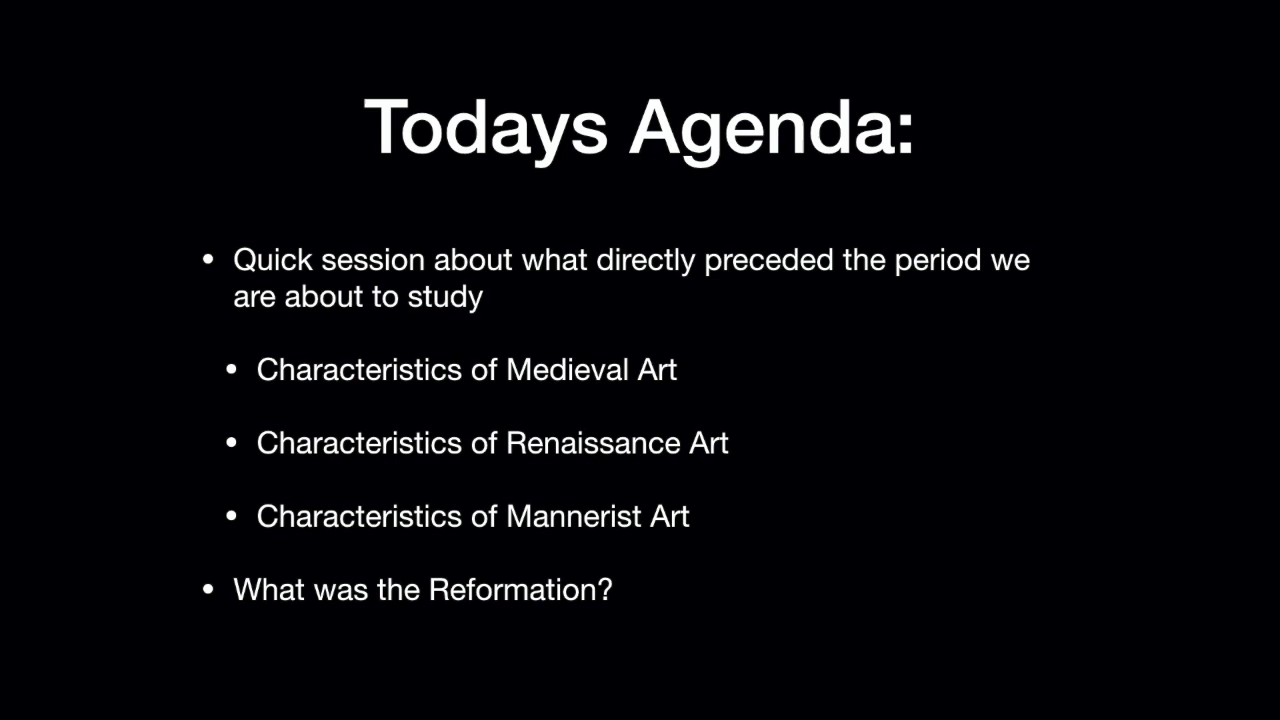 Todays Agenda:
• Quick session about what directly preceded the period we
are about to study
• Characteristics of Medieval Art
• Characteristics of Renaissance Art
• Characteristics of Mannerist Art
• What was the Reformation?